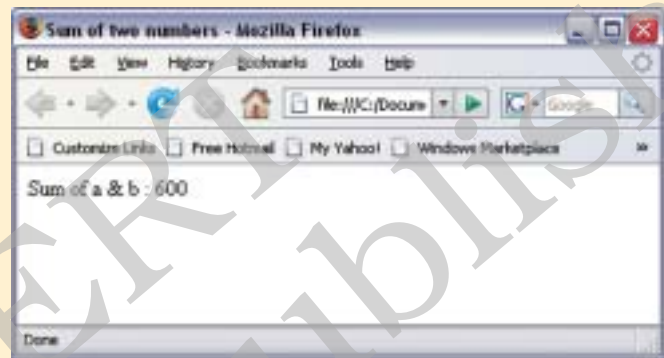 Sum of two numbers - Mozilla Firefox
File Edit View History Bookmarks Tools Help
file:///C:/Docume Google
Customize Links Free Hotmail My Yahoo! Windows Marketplace »
Sum of a & b : 600
Done